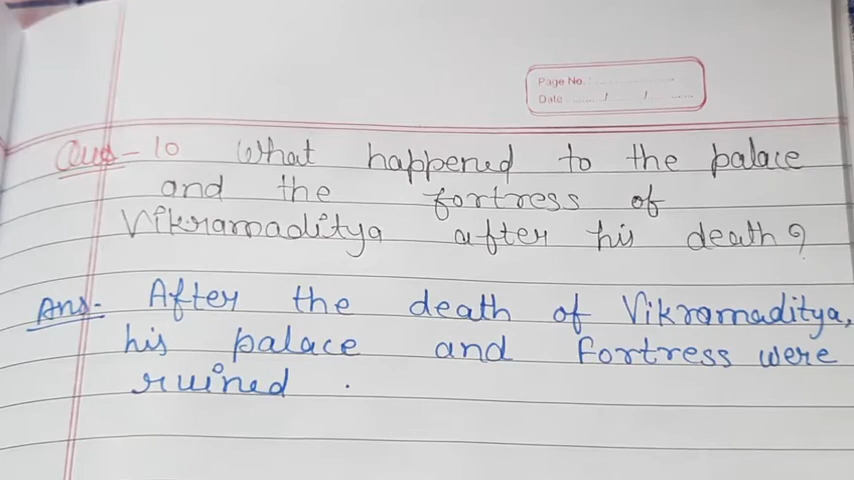 Page No. :
Date / /
Ques - 10 What happened to the palace
and the fortress of
Vikramaditya after his death?
Ans- After the death of Vikramaditya,
his palace and fortress were
ruined .